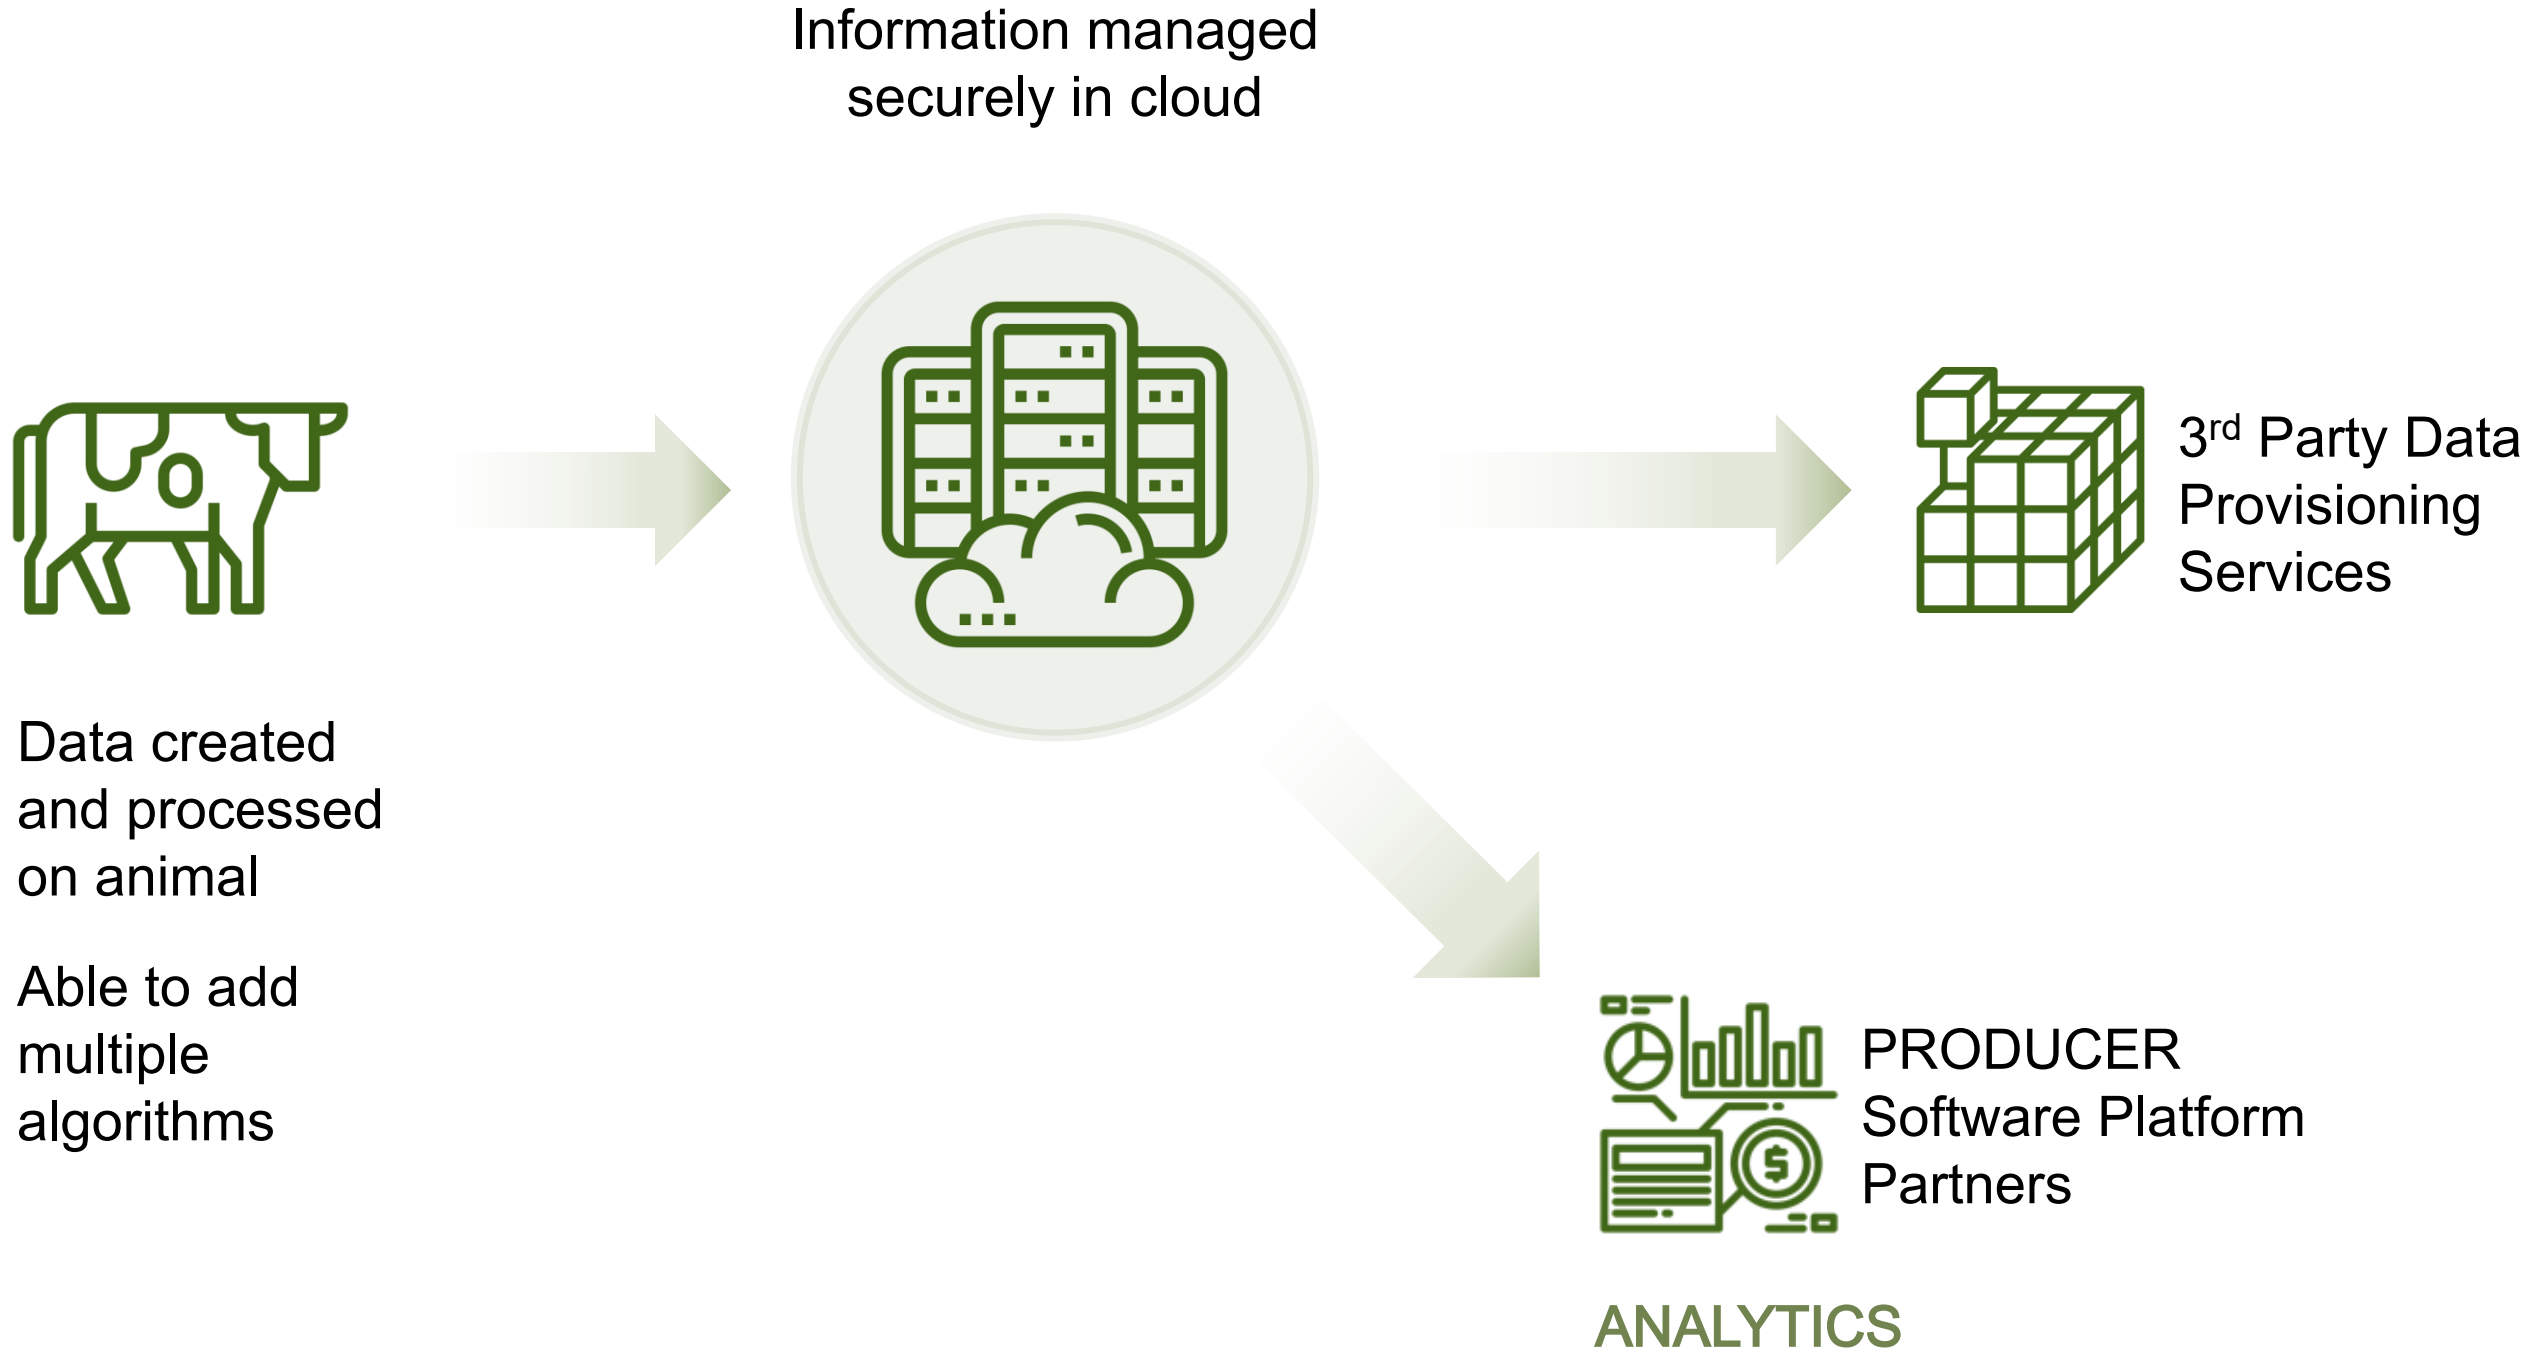 Information managed
securely in cloud
3rd Party Data
Provisioning
Services
Data created
and processed
on animal
Able to add
multiple
algorithms
PRODUCER
Software Platform
Partners
$
ANALYTICS